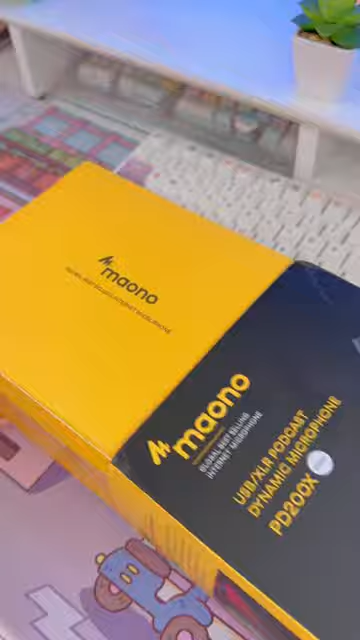 maono
maono
GLOBAL BEST SELLING
INTERNET MICROPHONE
USB/XLR PODCAST
DYNAMIC MICROPHONE
PD200X